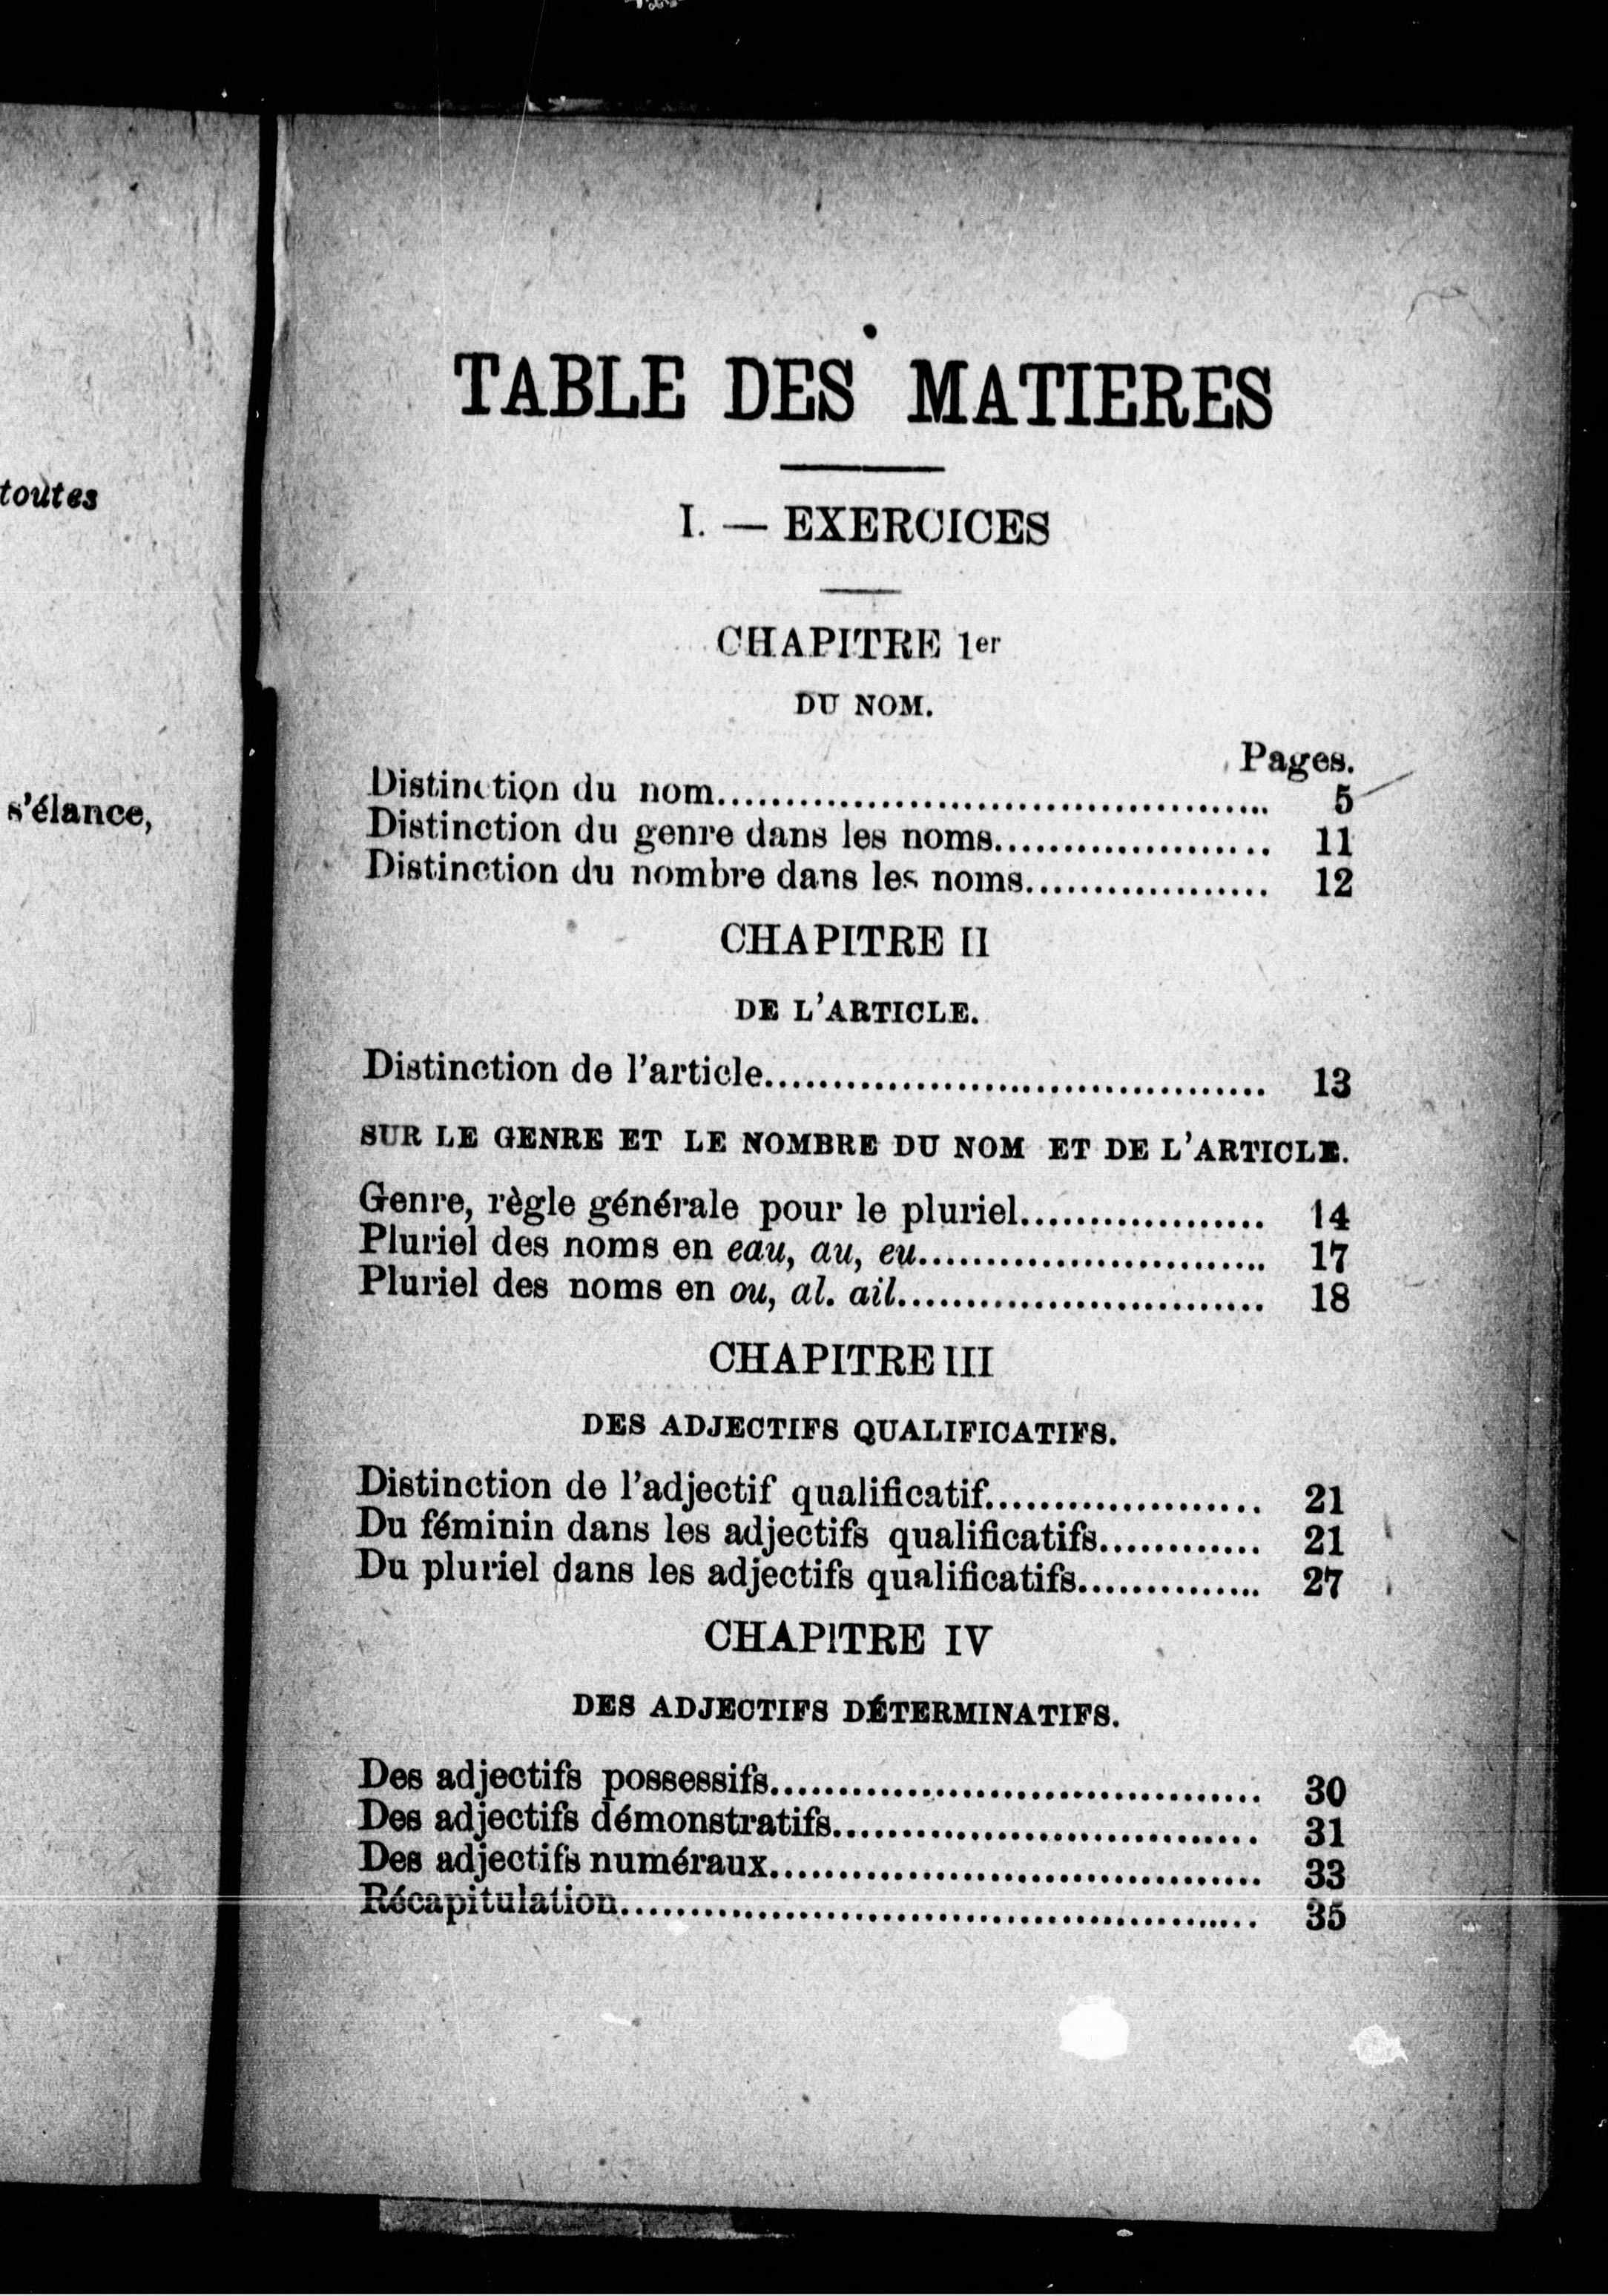 toutes
s'élance,
TABLE DES MATIERES
I. — EXERCICES
CHAPITRE 1er
DU NOM.
Pages.
Distinction du nom........................................ 5
Distinction du genre dans les noms.................... 11
Distinction du nombre dans les noms.................. 12
CHAPITRE II
DE L'ARTICLE.
Distinction de l'article..................................... 13
SUR LE GENRE ET LE NOMBRE DU NOM ET DE L'ARTICLE.
Genre, règle générale pour le pluriel.................. 14
Pluriel des noms en eau, au, eu.......................... 17
Pluriel des noms en ou, al. ail........................... 18
CHAPITRE III
DES ADJECTIFS QUALIFICATIFS.
Distinction de l'adjectif qualificatif.................... 21
Du féminin dans les adjectifs qualificatifs............ 21
Du pluriel dans les adjectifs qualificatifs.............. 27
CHAPITRE IV
DES ADJECTIFS DÉTERMINATIFS.
Des adjectifs possessifs.................................... 30
Des adjectifs démonstratifs............................... 31
Des adjectifs numéraux.................................... 33
Récapitulation............................................... 35